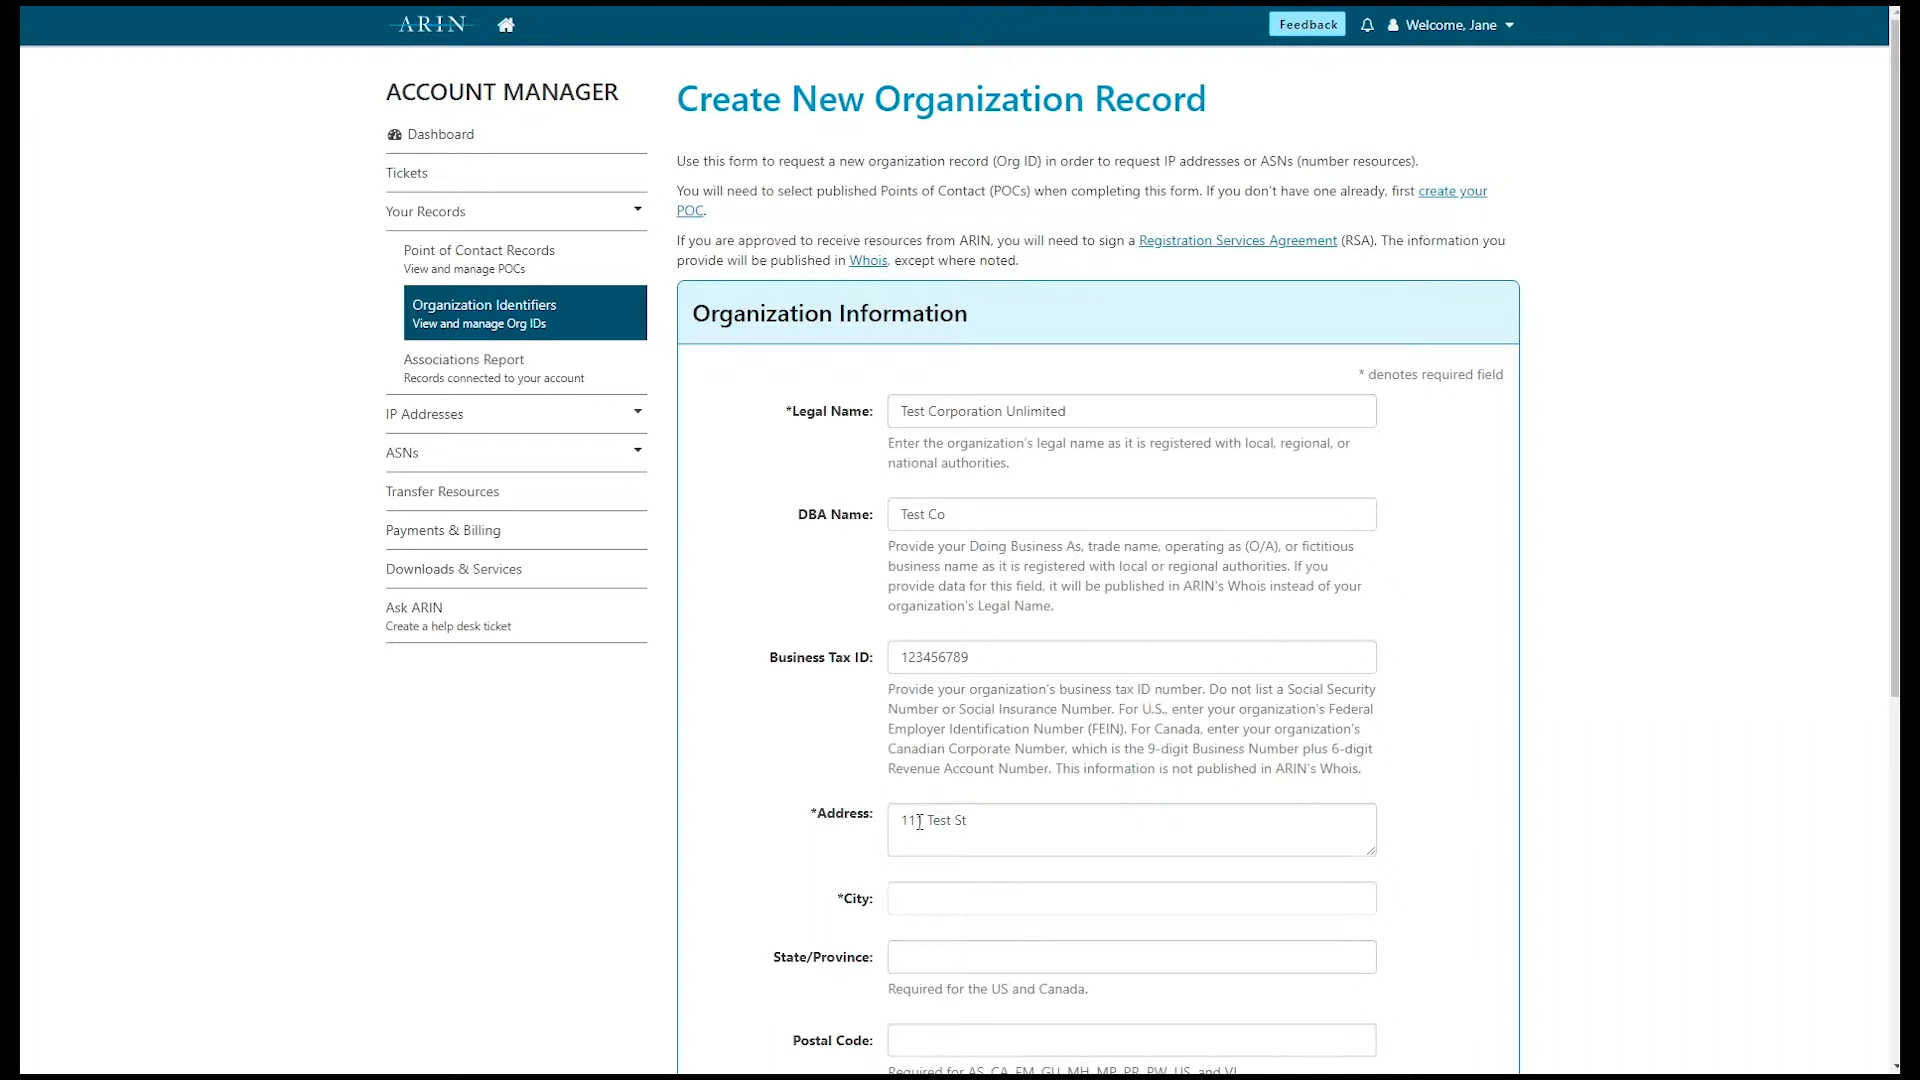 ARIN
Feedback
Welcome, Jane
ACCOUNT MANAGER
Dashboard
Tickets
Your Records
Point of Contact Records
View and manage POCs
Organization Identifiers
View and manage Org IDs
Associations Report
Records connected to your account
IP Addresses
ASNs
Transfer Resources
Payments & Billing
Downloads & Services
Ask ARIN
Create a help desk ticket
Create New Organization Record
Use this form to request a new organization record (Org ID) in order to request IP addresses or ASNs (number resources).
You will need to select published Points of Contact (POCs) when completing this form. If you don't have one already, first create your
POC.
If you are approved to receive resources from ARIN, you will need to sign a Registration Services Agreement (RSA). The information you
provide will be published in Whois, except where noted.
Organization Information
* denotes required field
*Legal Name: Test Corporation Unlimited
Enter the organization's legal name as it is registered with local, regional, or
national authorities.
DBA Name: Test Co
Provide your Doing Business As, trade name, operating as (O/A), or fictitious
business name as it is registered with local or regional authorities. If you
provide data for this field, it will be published in ARIN's Whois instead of your
organization's Legal Name.
Business Tax ID: 123456789
Provide your organization's business tax ID number. Do not list a Social Security
Number or Social Insurance Number. For U.S., enter your organization's Federal
Employer Identification Number (FEIN). For Canada, enter your organization's
Canadian Corporate Number, which is the 9-digit Business Number plus 6-digit
Revenue Account Number. This information is not published in ARIN's Whois.
*Address: 111 Test St
*City:
State/Province:
Required for the US and Canada.
Postal Code:
Required for AS, CA, FM, GU, MH, MP, PR, PW, US, and VI.